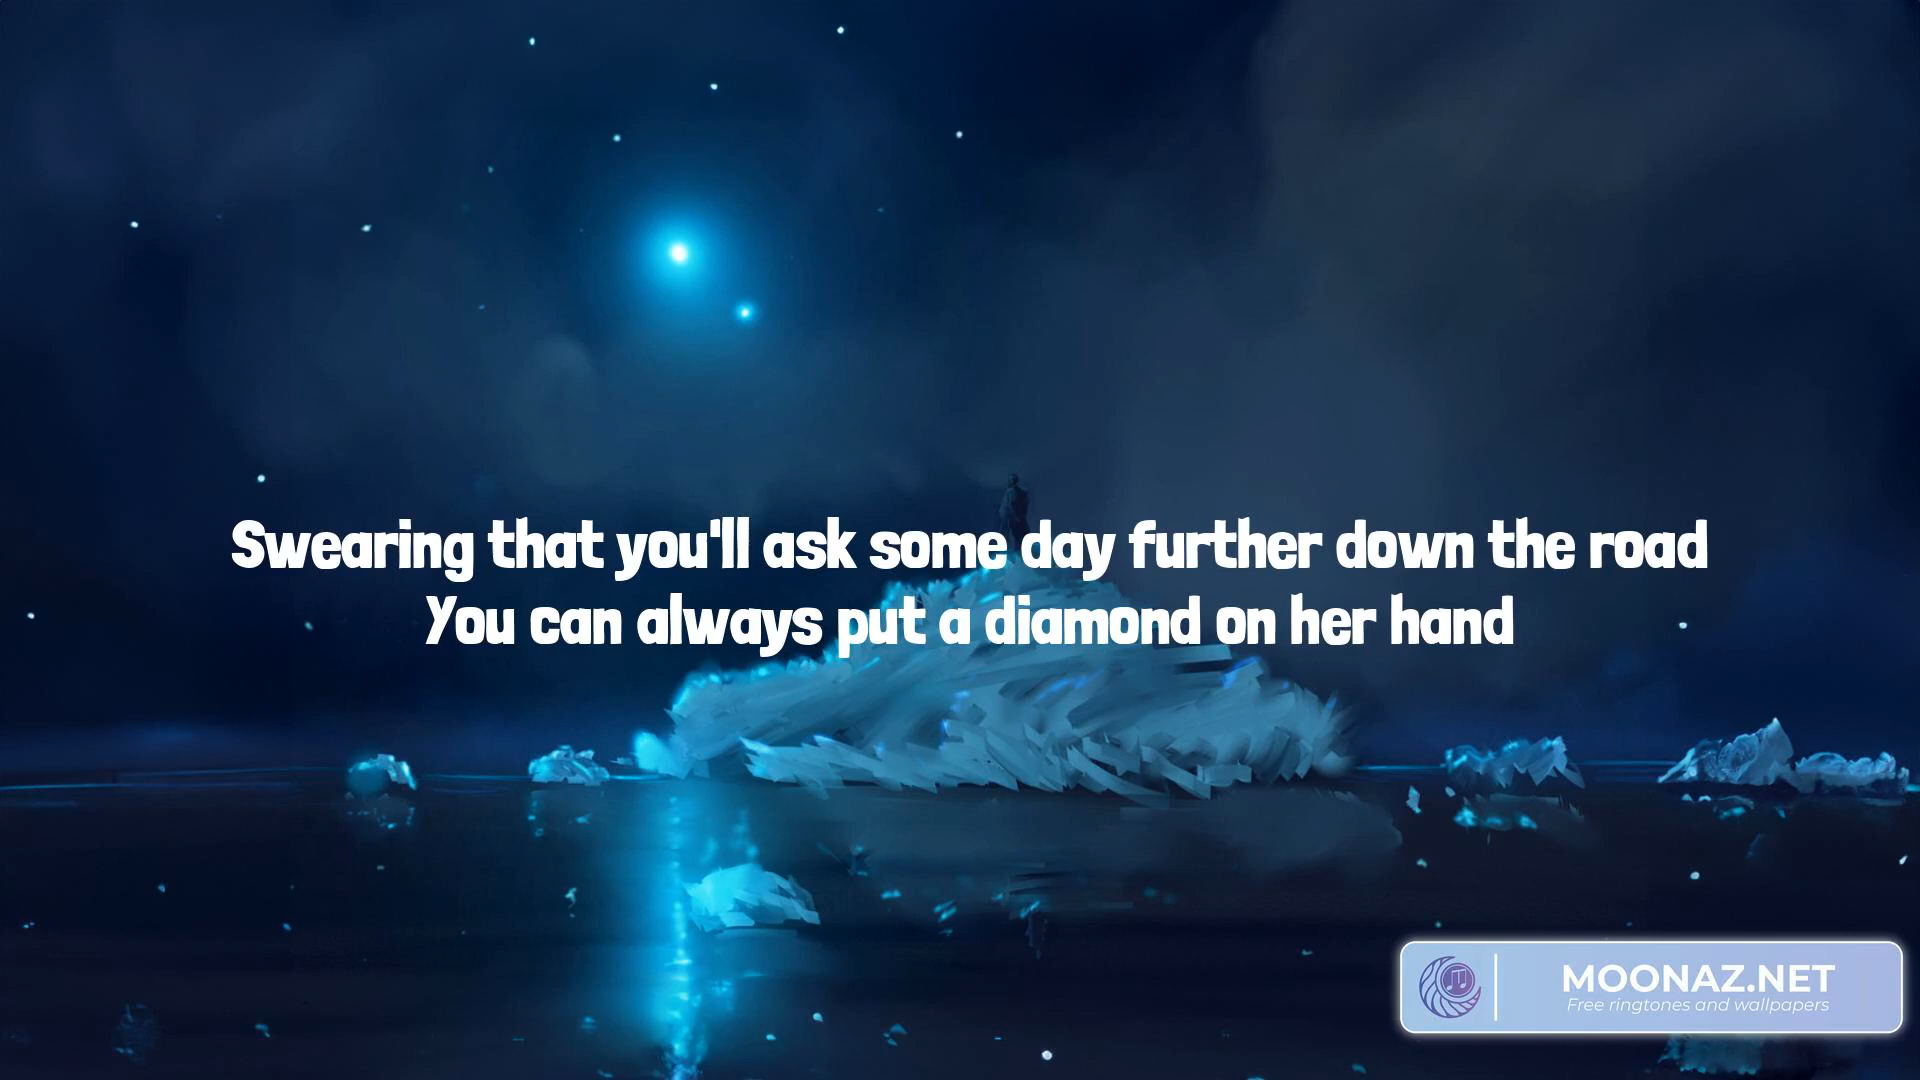 Swearing that you'll ask some day further down the road
You can always put a diamond on her hand
MOONAZ.NET
Free ringtones and wallpapers